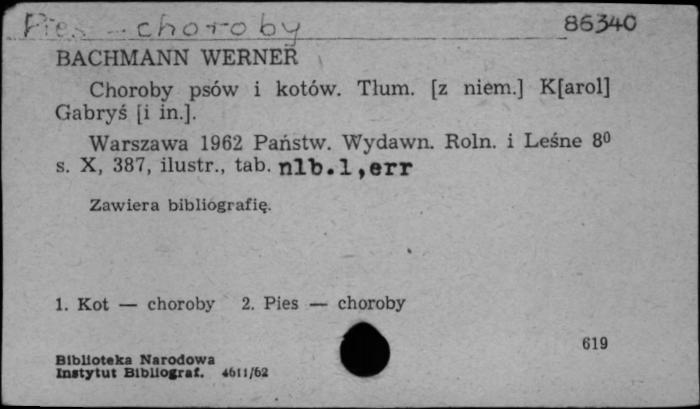 Pies – choroby 86340
BACHMANN WERNER
Choroby psów i kotów. Tłum. [z niem.] K[arol]
Gabryś [i in.].
Warszawa 1962 Państw. Wydawn. Roln. i Leśne 8⁰
s. X, 387, ilustr., tab. nlb.1,err
Zawiera bibliografię.
1. Kot — choroby 2. Pies — choroby
619
Biblioteka Narodowa
Instytut Bibliograf. 4611/62